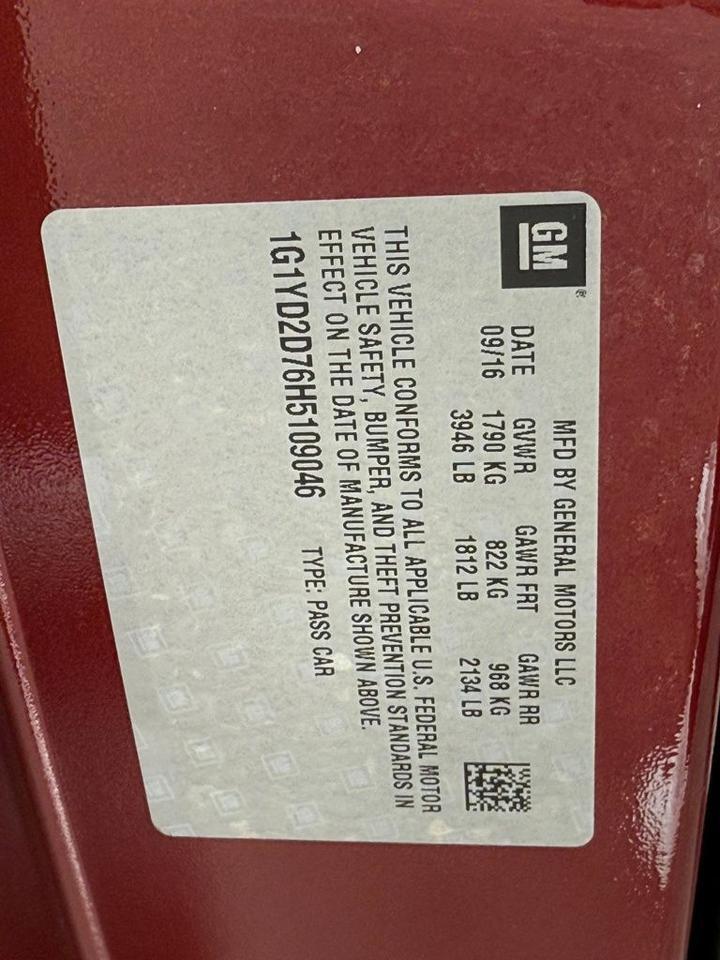 GM®
MFD BY GENERAL MOTORS LLC
DATE GVWR GAWR FRT GAWR RR
09/16 1790 KG 822 KG 968 KG
3946 LB 1812 LB 2134 LB
THIS VEHICLE CONFORMS TO ALL APPLICABLE U.S. FEDERAL MOTOR
VEHICLE SAFETY, BUMPER, AND THEFT PREVENTION STANDARDS IN
EFFECT ON THE DATE OF MANUFACTURE SHOWN ABOVE.
1G1YD2D76H5109046 TYPE: PASS CAR